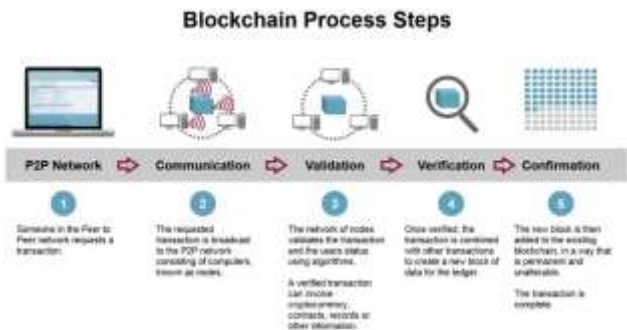 Blockchain Process Steps
P2P Network
Communication
Validation
Verification
Confirmation
1
2
3
4
5
Someone in the Peer to
Peer network requests a
transaction.
The requested
transaction is broadcast
to the P2P network
consisting of computers,
known as nodes.
The network of nodes
validates the transaction
and the users status
using algorithms.
A verified transaction
can involve
cryptocurrency,
contracts, records or
other information.
Once verified, the
transaction is combined
with other transactions
to create a new block of
data for the ledger.
The new block is then
added to the existing
blockchain, in a way that
is permanent and
unalterable.
The transaction is
complete.